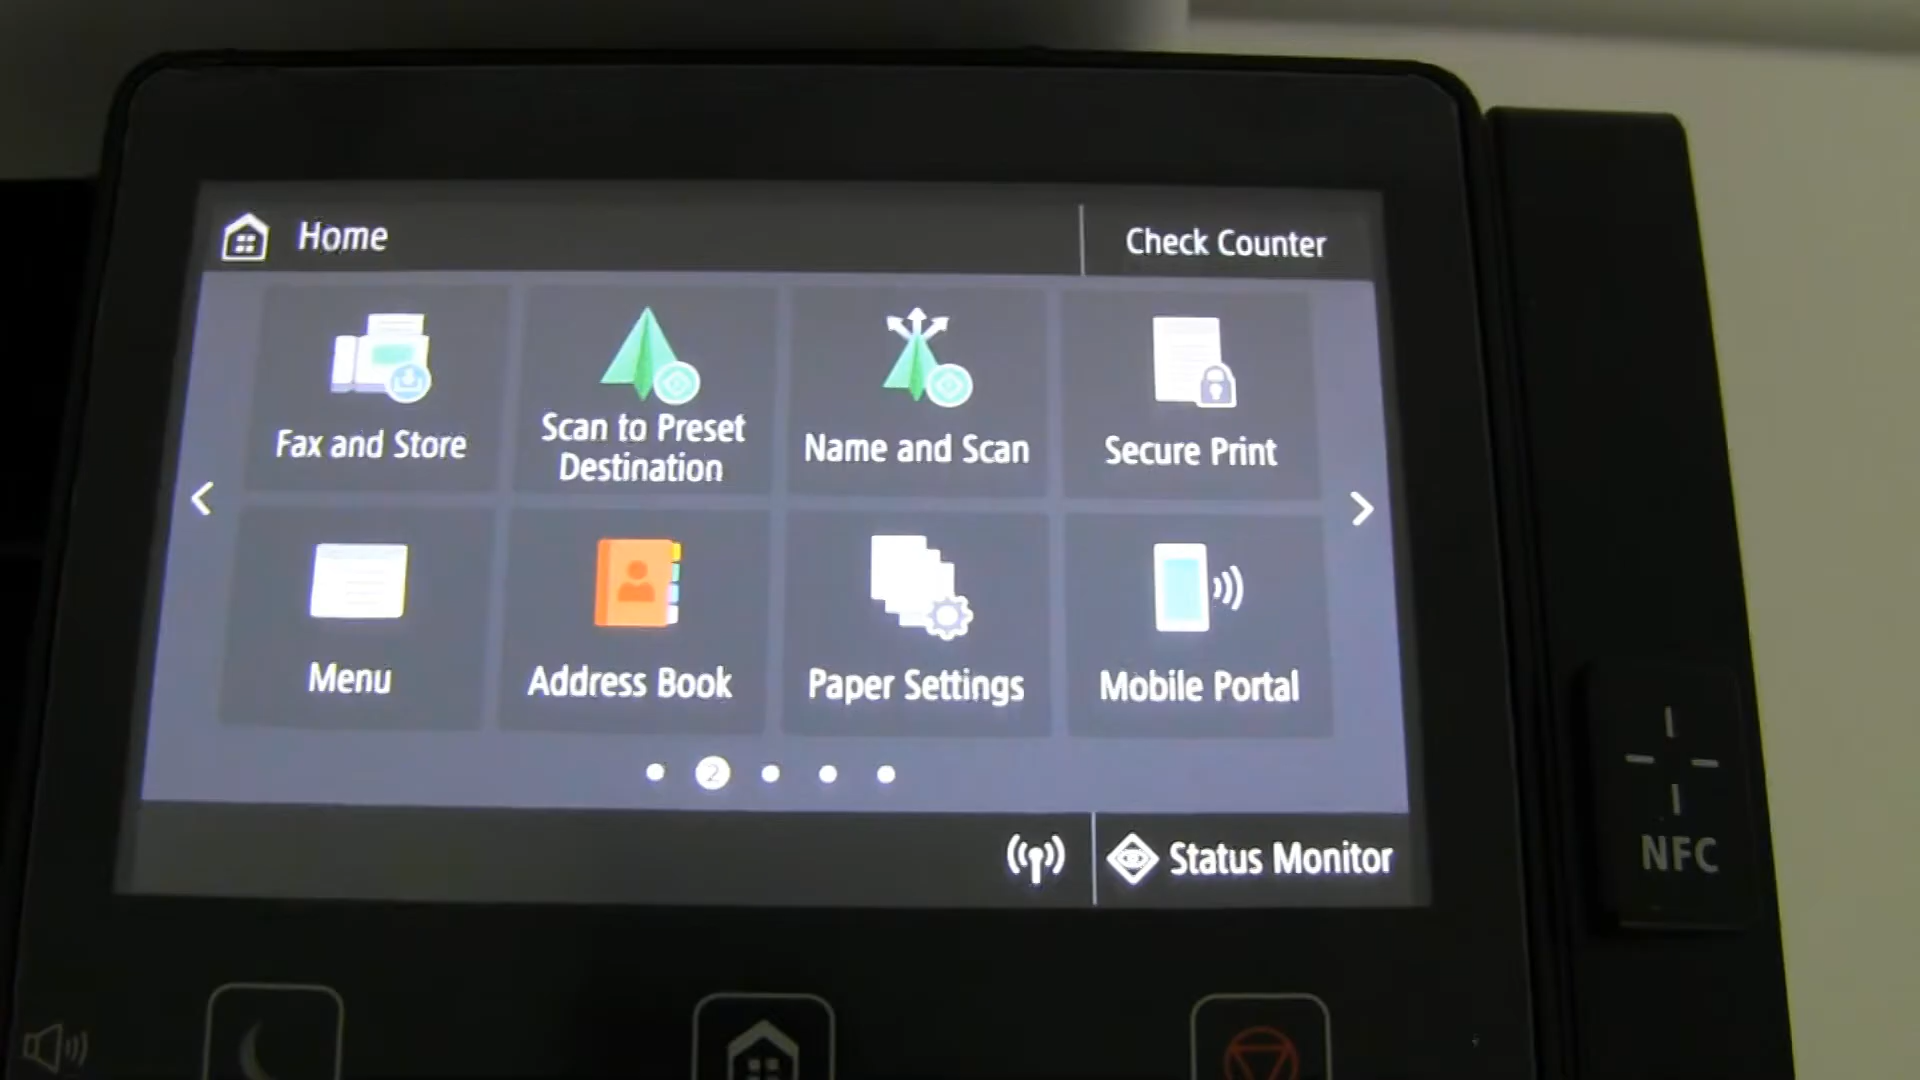 Home
Check Counter
Fax and Store
Scan to Preset
Destination
Name and Scan
Secure Print
Menu
Address Book
Paper Settings
Mobile Portal
2
Status Monitor
NFC